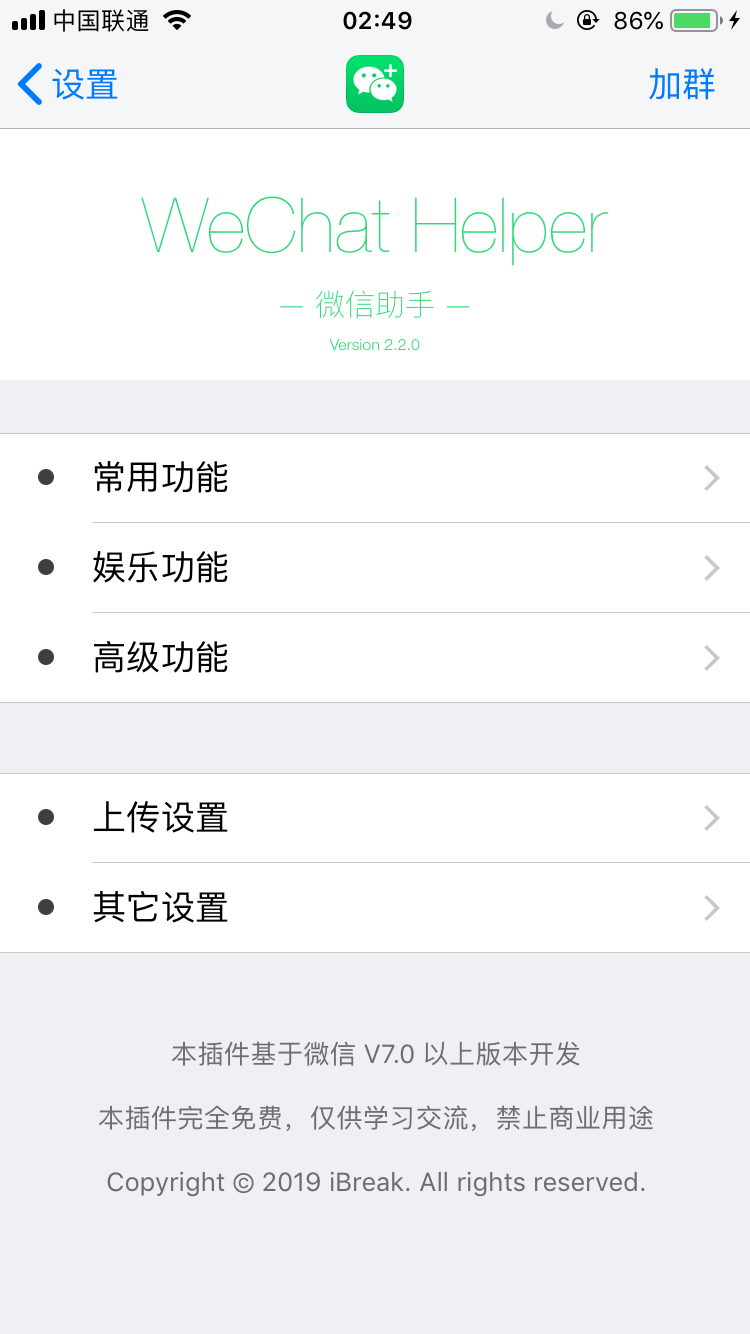 中国联通 02:49 86%
设置 加群
WeChat Helper
— 微信助手 —
Version 2.2.0
常用功能
娱乐功能
高级功能
上传设置
其它设置
本插件基于微信 V7.0 以上版本开发
本插件完全免费，仅供学习交流，禁止商业用途
Copyright © 2019 iBreak. All rights reserved.